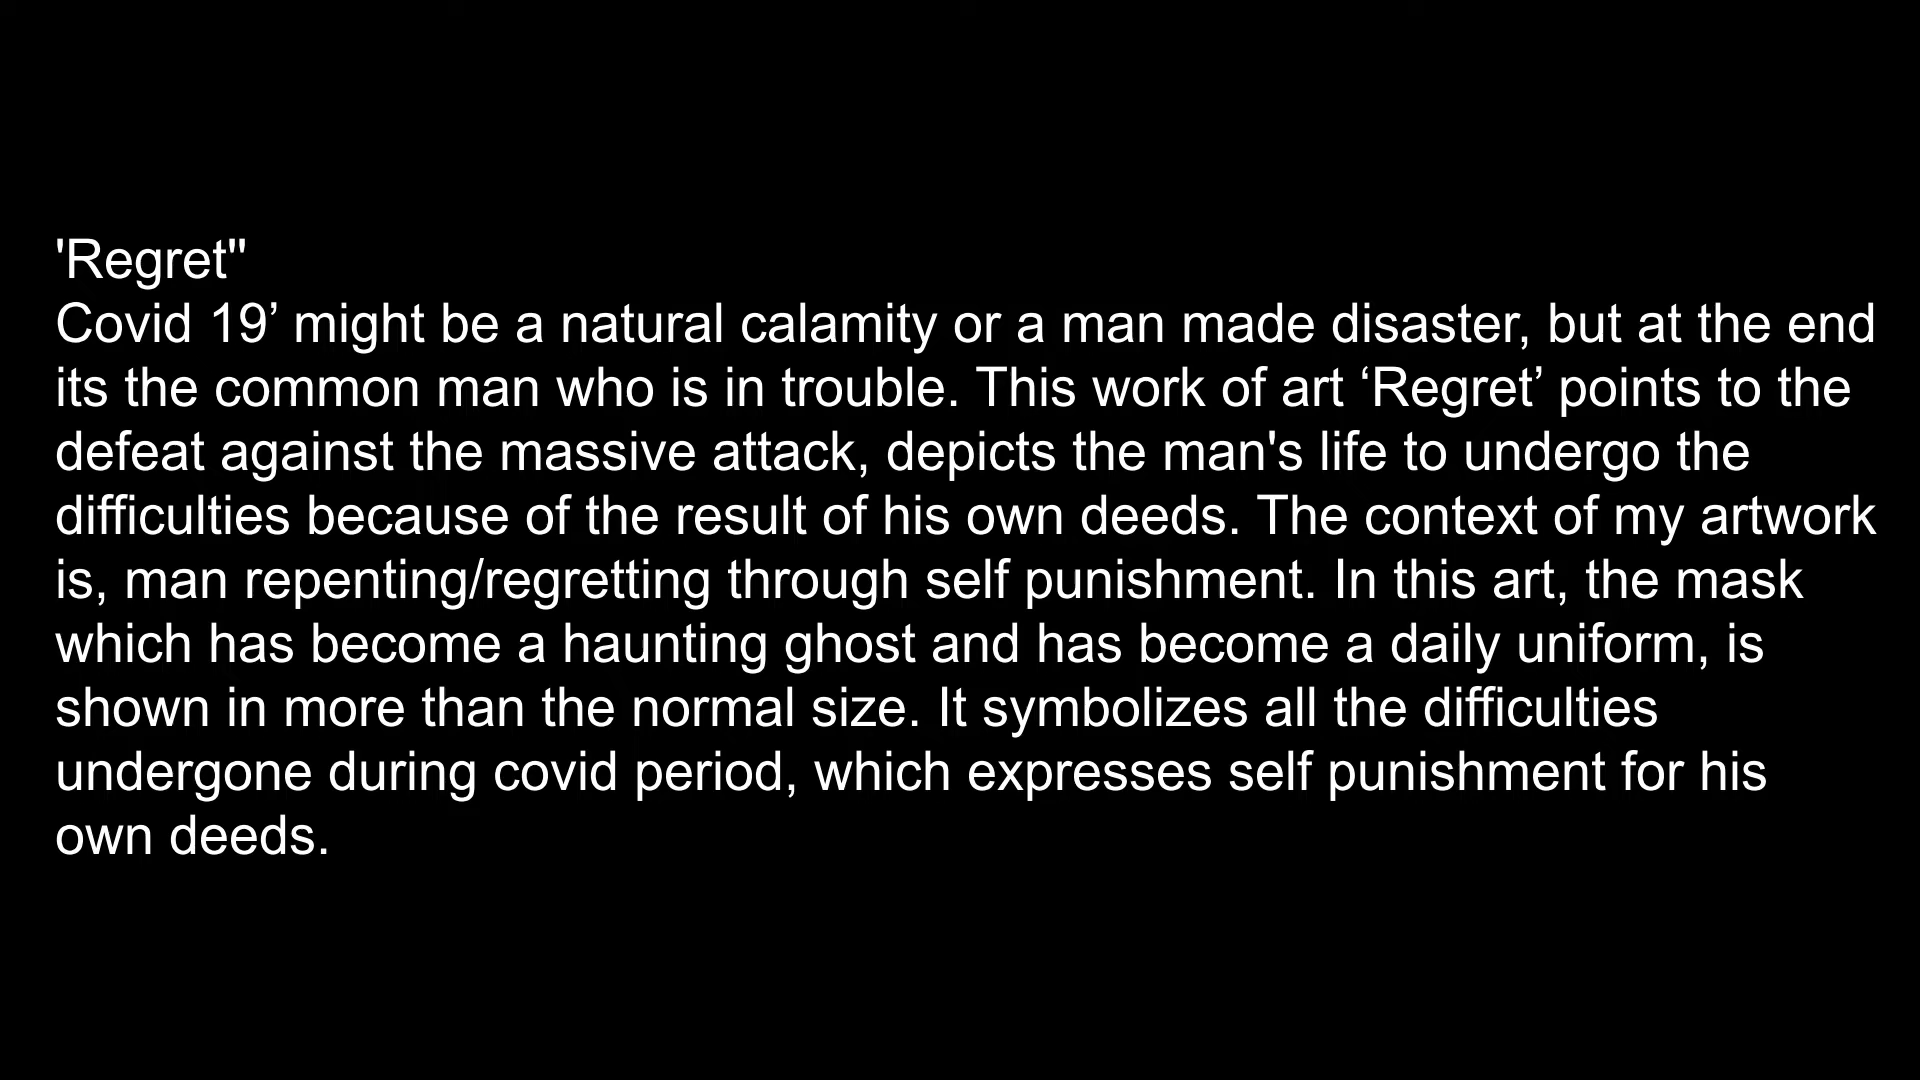 'Regret"
Covid 19’ might be a natural calamity or a man made disaster, but at the end
its the common man who is in trouble. This work of art ‘Regret’ points to the
defeat against the massive attack, depicts the man's life to undergo the
difficulties because of the result of his own deeds. The context of my artwork
is, man repenting/regretting through self punishment. In this art, the mask
which has become a haunting ghost and has become a daily uniform, is
shown in more than the normal size. It symbolizes all the difficulties
undergone during covid period, which expresses self punishment for his
own deeds.